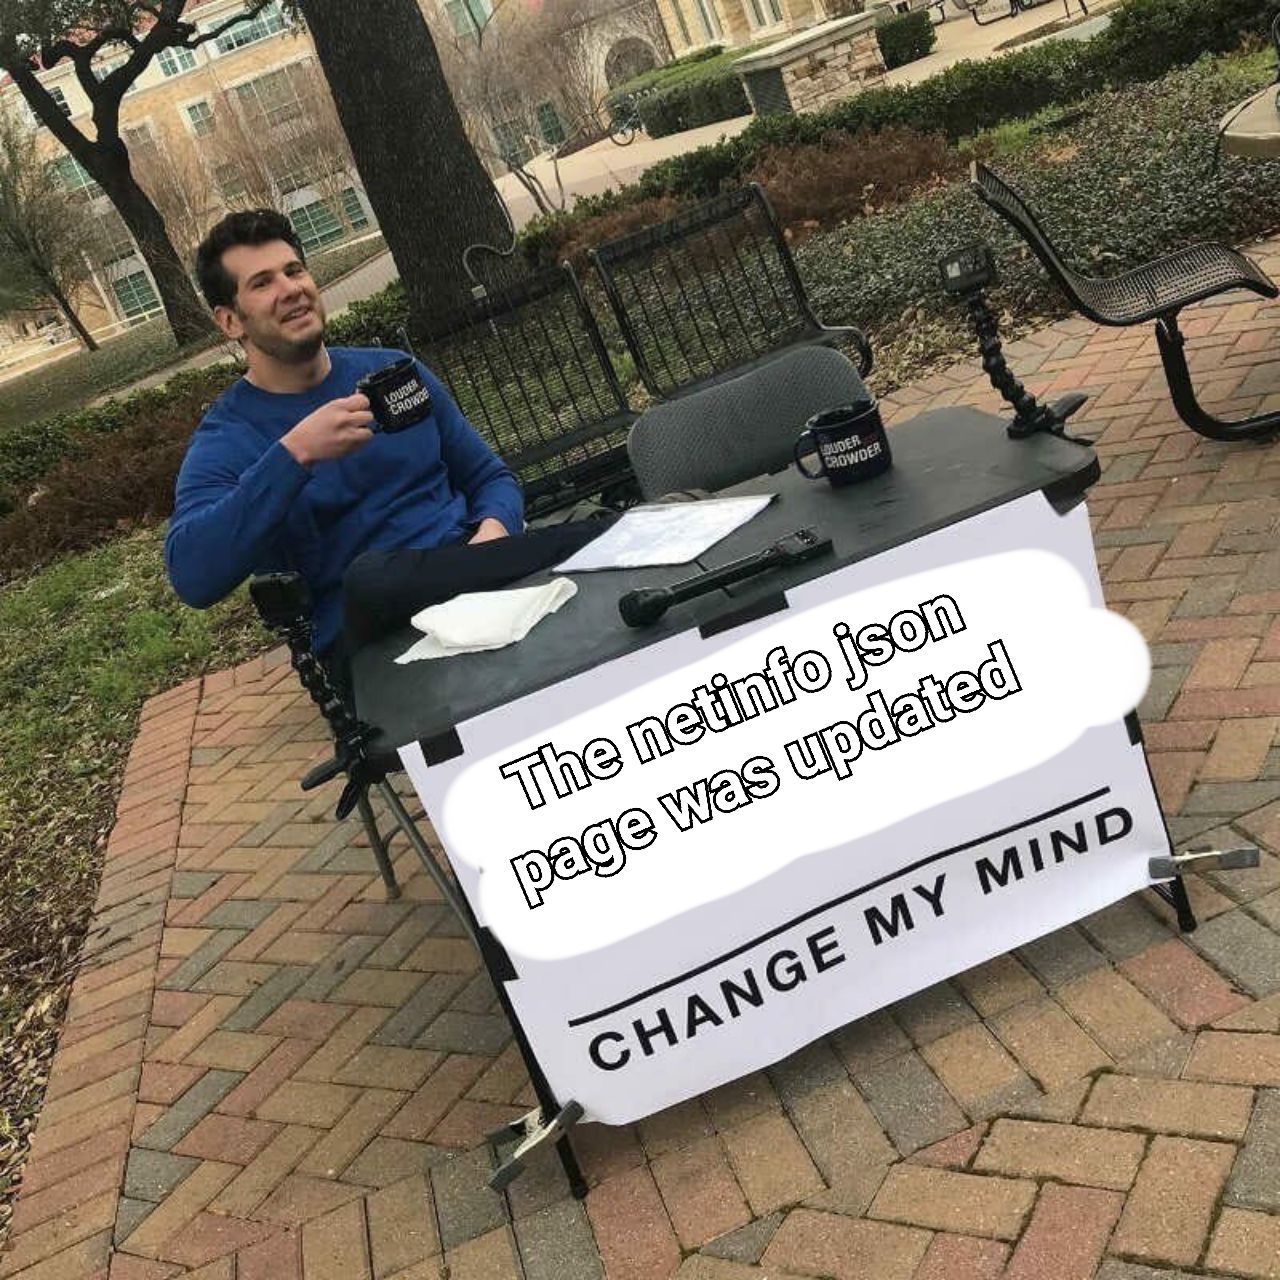 LOUDER
CROWDER
LOUDER
CROWDER
The netinfo json
page was updated
CHANGE MY MIND